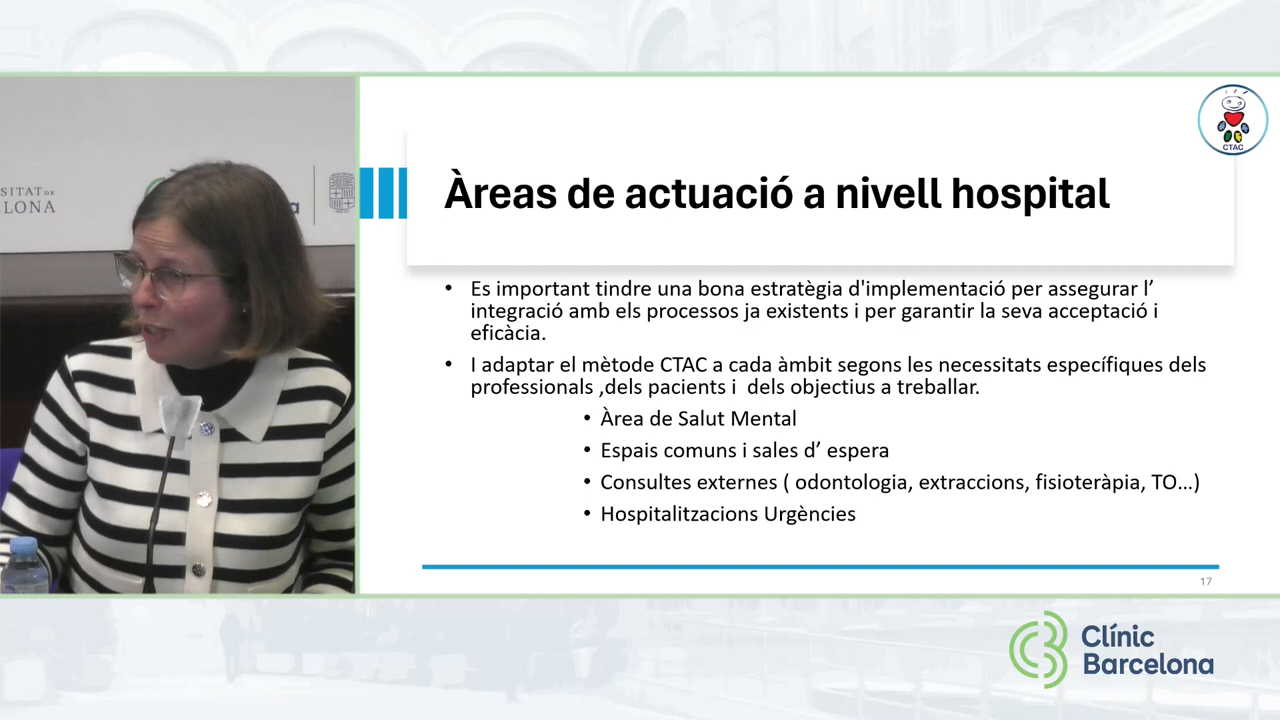 CTAC
Àreas de actuació a nivell hospital
• Es important tindre una bona estratègia d'implementació per assegurar l’
integració amb els processos ja existents i per garantir la seva acceptació i
eficàcia.
• I adaptar el mètode CTAC a cada àmbit segons les necessitats específiques dels
professionals ,dels pacients i dels objectius a treballar.
• Àrea de Salut Mental
• Espais comuns i sales d’ espera
• Consultes externes ( odontologia, extraccions, fisioteràpia, TO...)
• Hospitalitzacions Urgències
17
Clínic
Barcelona